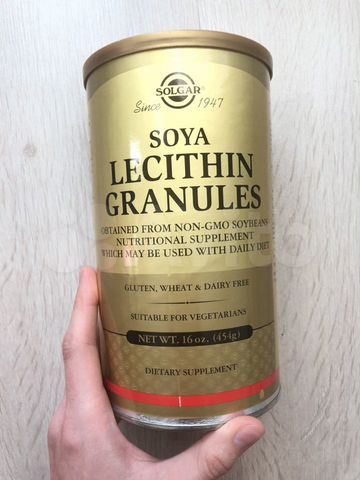 SOLGAR®
Since 1947
SOYA
LECITHIN
GRANULES
OBTAINED FROM NON-GMO SOYBEANS
NUTRITIONAL SUPPLEMENT
WHICH MAY BE USED WITH DAILY DIET
GLUTEN, WHEAT & DAIRY FREE
SUITABLE FOR VEGETARIANS
NET WT. 16 oz. (454g)
DIETARY SUPPLEMENT